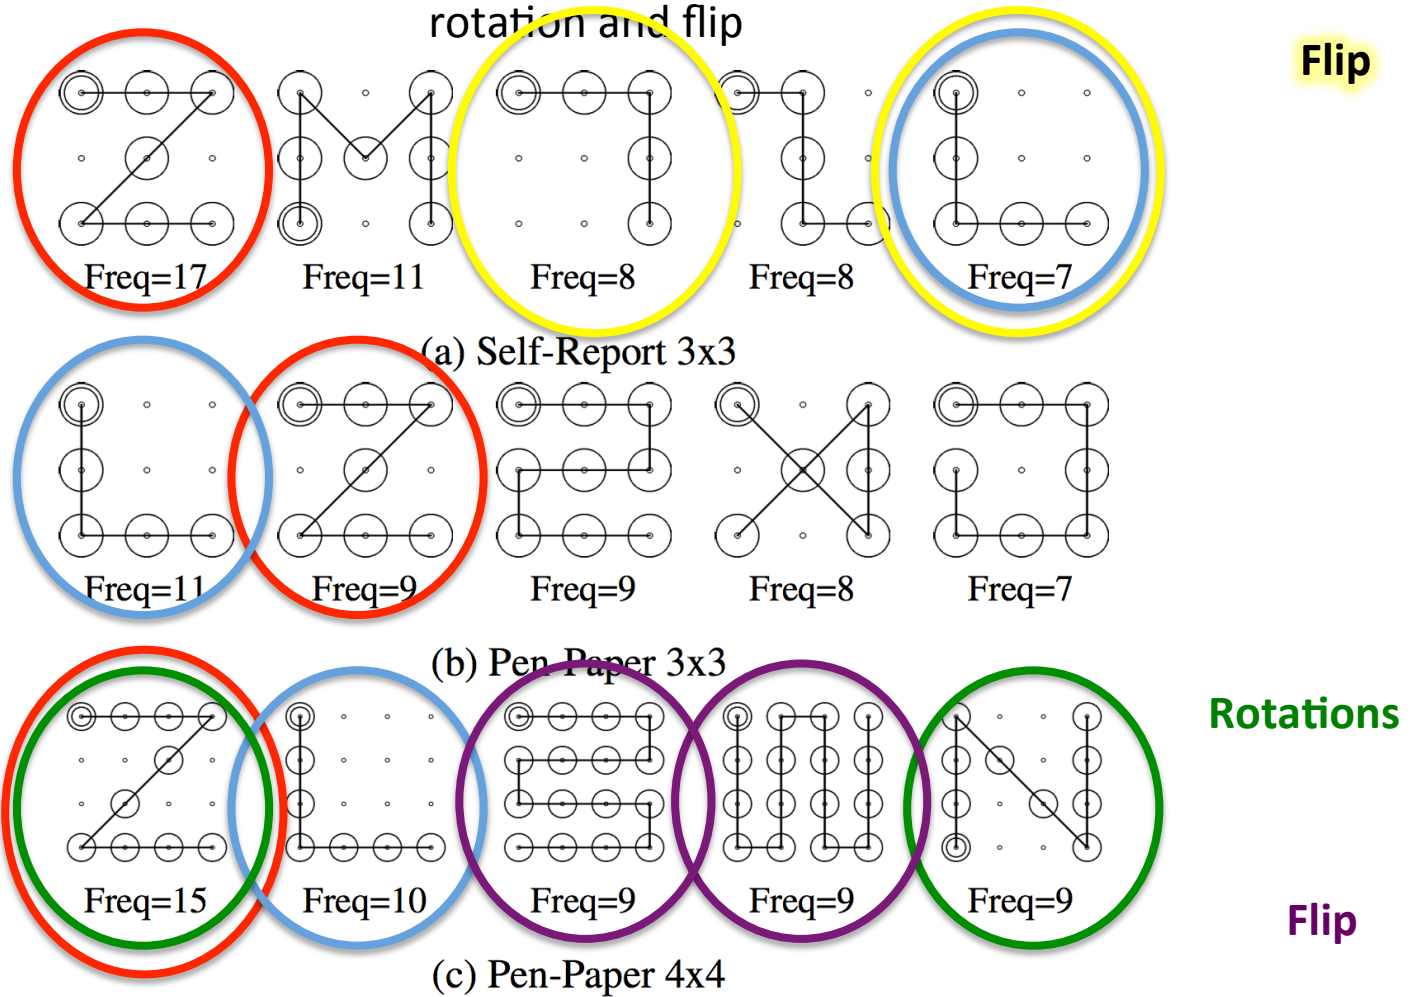 rotation and flip
Flip
Freq=17 Freq=11 Freq=8 Freq=8 Freq=7
(a) Self-Report 3x3
Freq=11 Freq=9 Freq=9 Freq=8 Freq=7
(b) Pen-Paper 3x3
Rotations
Freq=15 Freq=10 Freq=9 Freq=9 Freq=9
Flip
(c) Pen-Paper 4x4